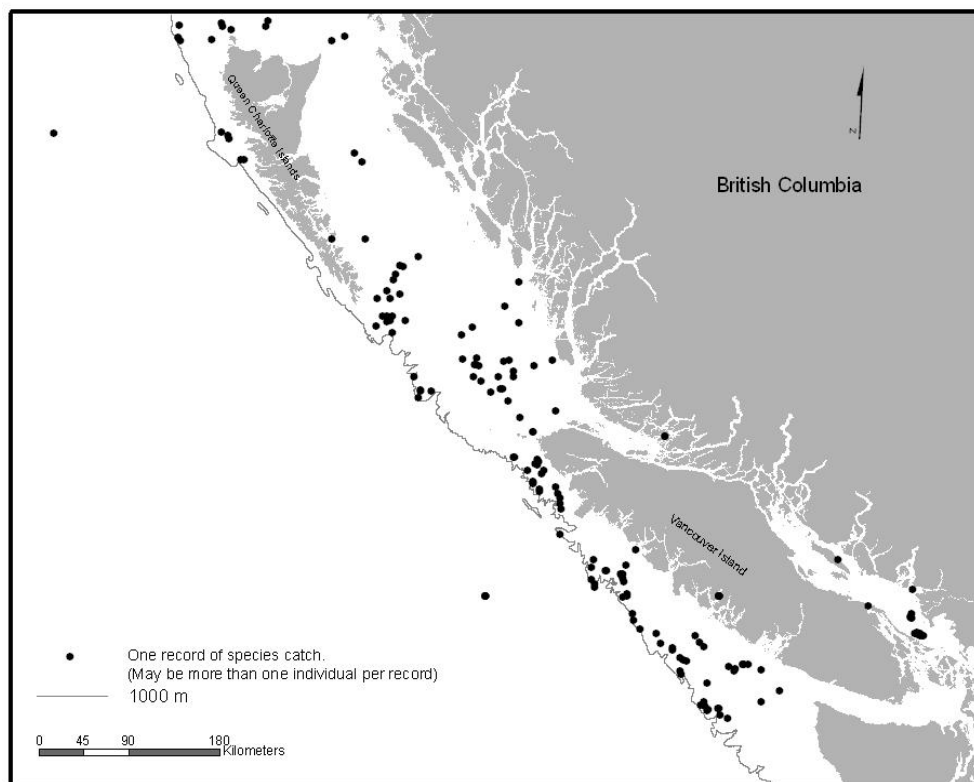 Queen Charlotte Islands
British Columbia
N
Vancouver Island
One record of species catch.
(May be more than one individual per record)
1000 m
0 45 90 180
Kilometers